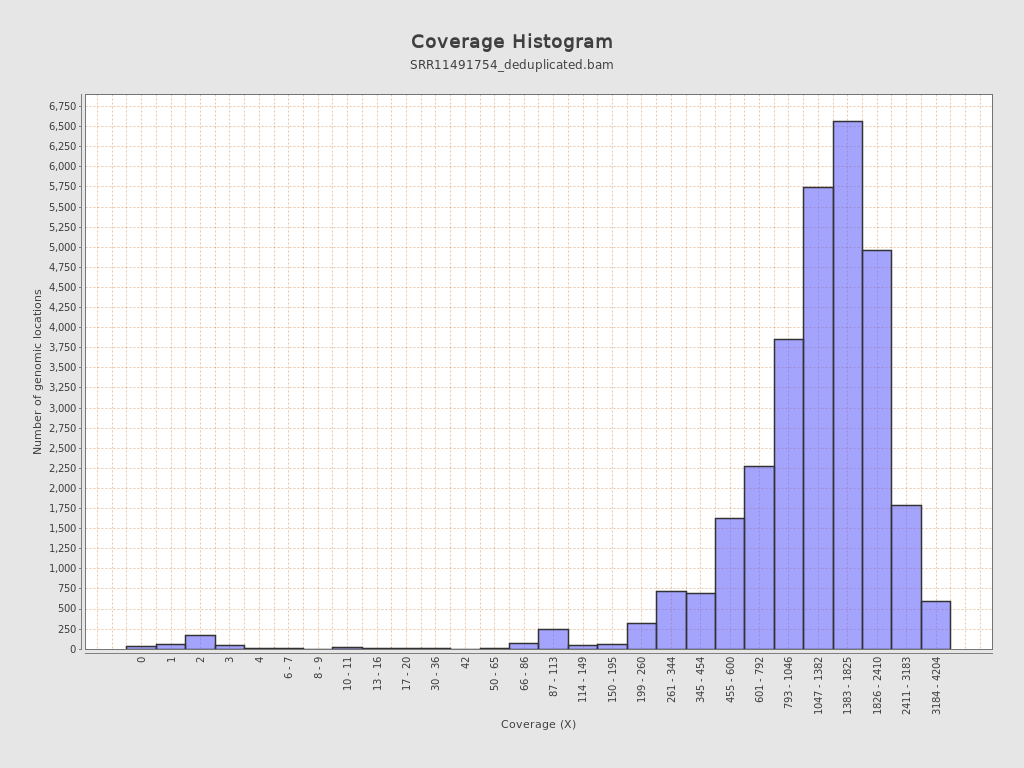 Coverage Histogram
SRR11491754_deduplicated.bam
Number of genomic locations
6,750
6,500
6,250
6,000
5,750
5,500
5,250
5,000
4,750
4,500
4,250
4,000
3,750
3,500
3,250
3,000
2,750
2,500
2,250
2,000
1,750
1,500
1,250
1,000
750
500
250
0
0
1
2
3
4
6 - 7
8 - 9
10 - 11
13 - 16
17 - 20
30 - 36
42
50 - 65
66 - 86
87 - 113
114 - 149
150 - 195
199 - 260
261 - 344
345 - 454
455 - 600
601 - 792
793 - 1046
1047 - 1382
1383 - 1825
1826 - 2410
2411 - 3183
3184 - 4204
Coverage (X)